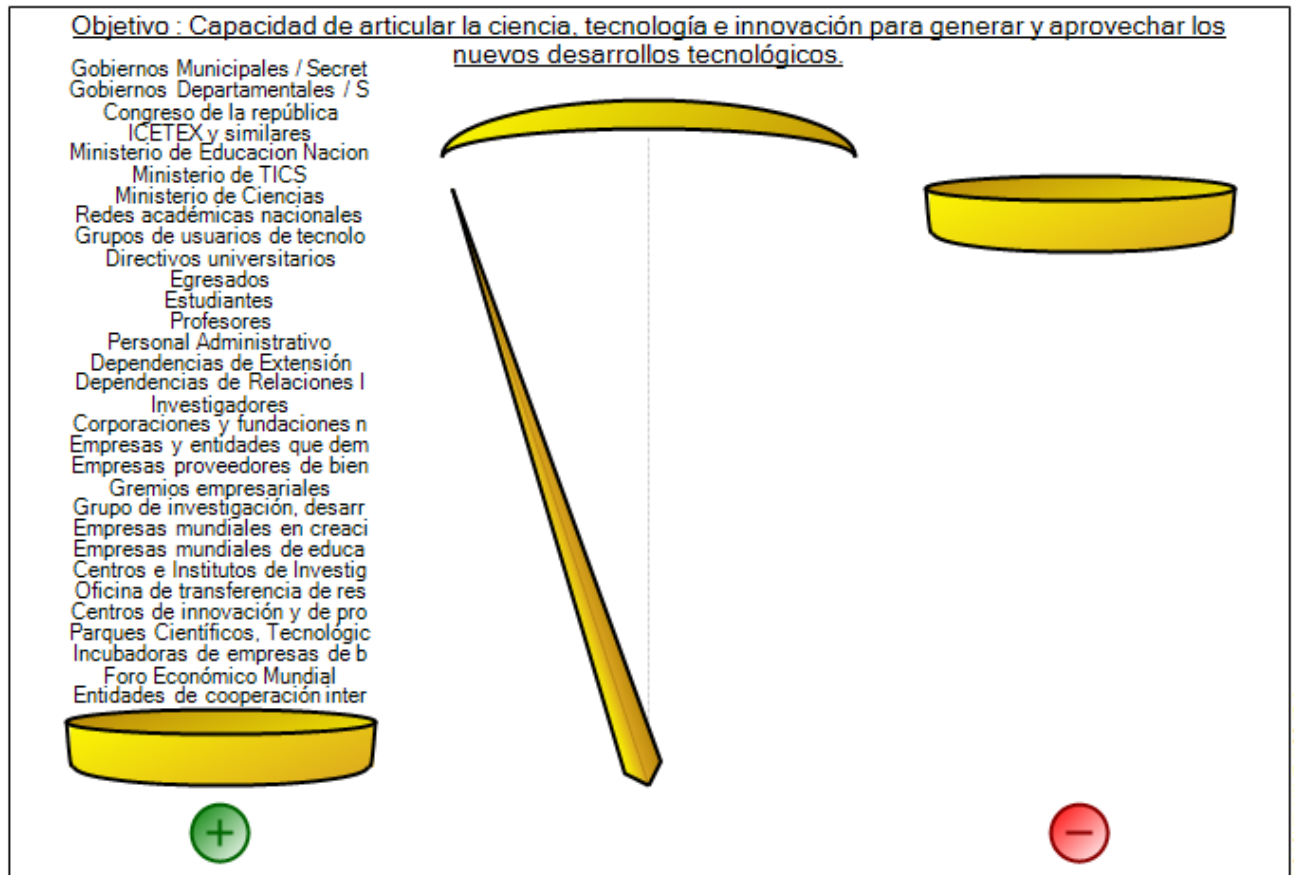 Objetivo : Capacidad de articular la ciencia, tecnología e innovación para generar y aprovechar los
nuevos desarrollos tecnológicos.
Gobiernos Municipales / Secret
Gobiernos Departamentales / S
Congreso de la república
ICETEX y similares
Ministerio de Educacion Nacion
Ministerio de TICS
Ministerio de Ciencias
Redes académicas nacionales
Grupos de usuarios de tecnolo
Directivos universitarios
Egresados
Estudiantes
Profesores
Personal Administrativo
Dependencias de Extensión
Dependencias de Relaciones I
Investigadores
Corporaciones y fundaciones n
Empresas y entidades que dem
Empresas proveedores de bien
Gremios empresariales
Grupo de investigación, desarr
Empresas mundiales en creaci
Empresas mundiales de educa
Centros e Institutos de Investig
Oficina de transferencia de res
Centros de innovación y de pro
Parques Científicos, Tecnológic
Incubadoras de empresas de b
Foro Económico Mundial
Entidades de cooperación inter
+
−